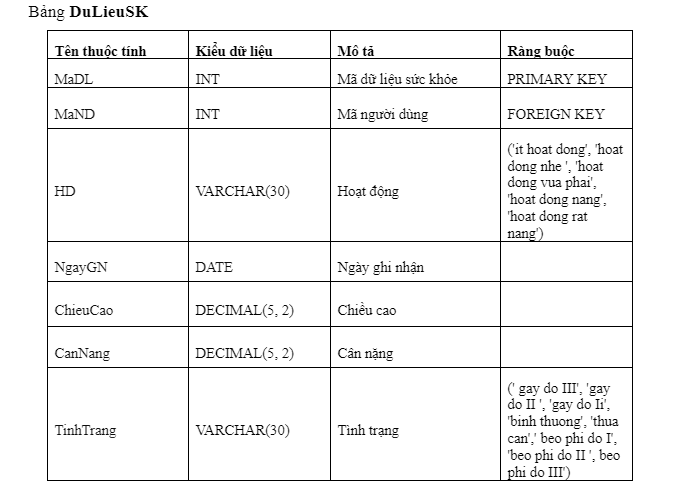 Bảng DuLieuSK
Tên thuộc tính Kiểu dữ liệu Mô tả Ràng buộc
MaDL INT Mã dữ liệu sức khỏe PRIMARY KEY
MaND INT Mã người dùng FOREIGN KEY
HD VARCHAR(30) Hoạt động
('it hoat dong', 'hoat
dong nhe ', 'hoat
dong vua phai',
'hoat dong nang',
'hoat dong rat
nang')
NgayGN DATE Ngày ghi nhận
ChieuCao DECIMAL(5, 2) Chiều cao
CanNang DECIMAL(5, 2) Cân nặng
TinhTrang VARCHAR(30) Tình trạng
(' gay do III', 'gay
do II ', 'gay do Ii',
'binh thuong', 'thua
can',' beo phi do I',
'beo phi do II ', beo
phi do III')